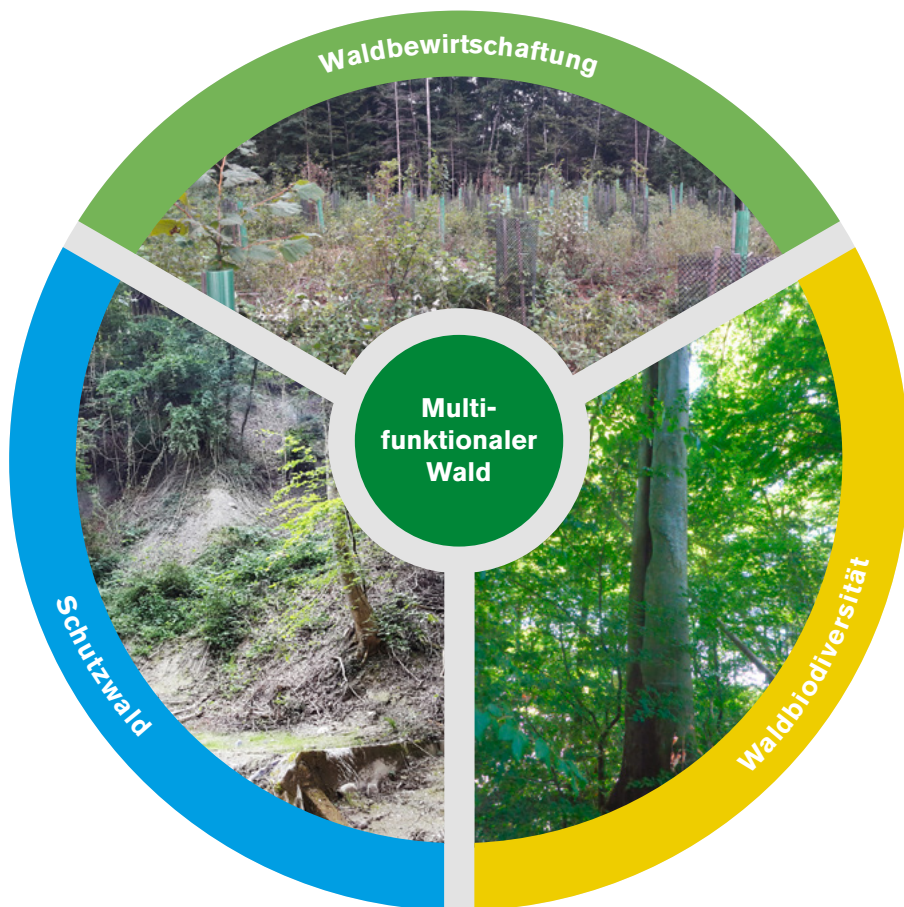 Waldbewirtschaftung
Multi-
funktionaler
Wald
Schutzwald
Waldbiodiversität